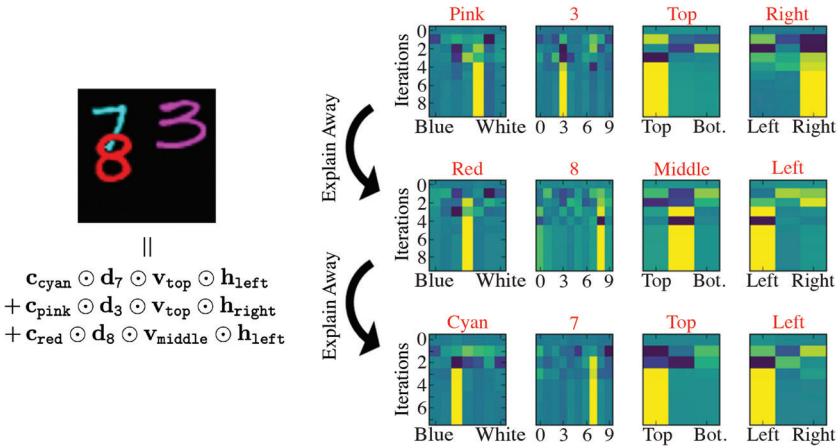 7 3
8
||
c_cyan ⊙ d_7 ⊙ v_top ⊙ h_left
+ c_pink ⊙ d_3 ⊙ v_top ⊙ h_right
+ c_red ⊙ d_8 ⊙ v_middle ⊙ h_left
Explain Away
Explain Away
Pink 3 Top Right
Iterations
0
2
4
6
8
Blue White 0 3 6 9 Top Bot. Left Right
Red 8 Middle Left
Iterations
0
2
4
6
8
Blue White 0 3 6 9 Top Bot. Left Right
Cyan 7 Top Left
Iterations
0
2
4
6
Blue White 0 3 6 9 Top Bot. Left Right